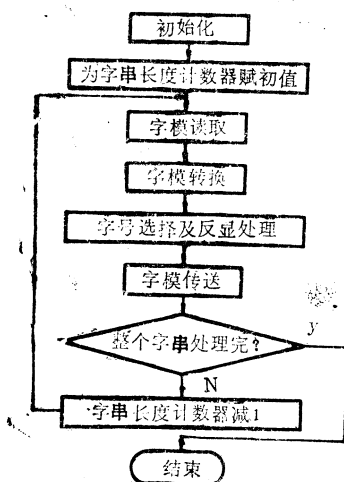 初始化
为字串长度计数器赋初值
字模读取
字模转换
字号选择及反显处理
字模传送
整个字串处理完?
y
N
字串长度计数器减1
结束